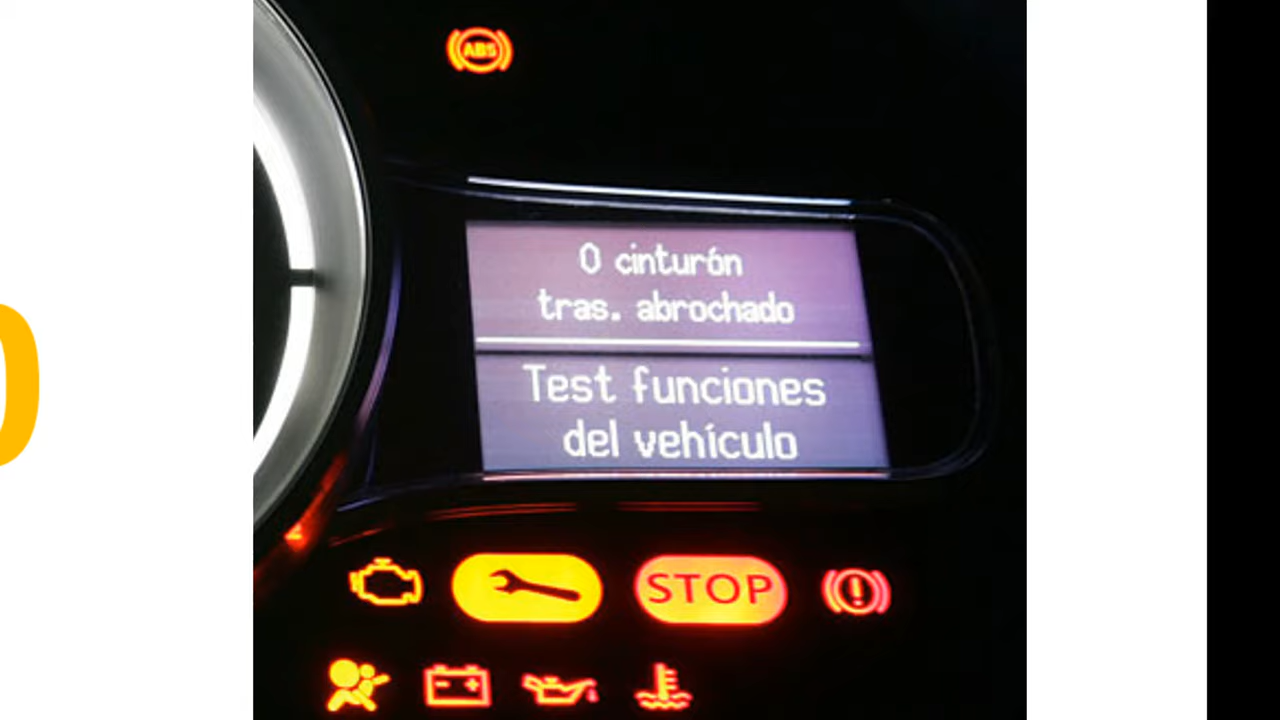 ABS
0 cinturón
tras. abrochado
Test funciones
del vehículo
STOP